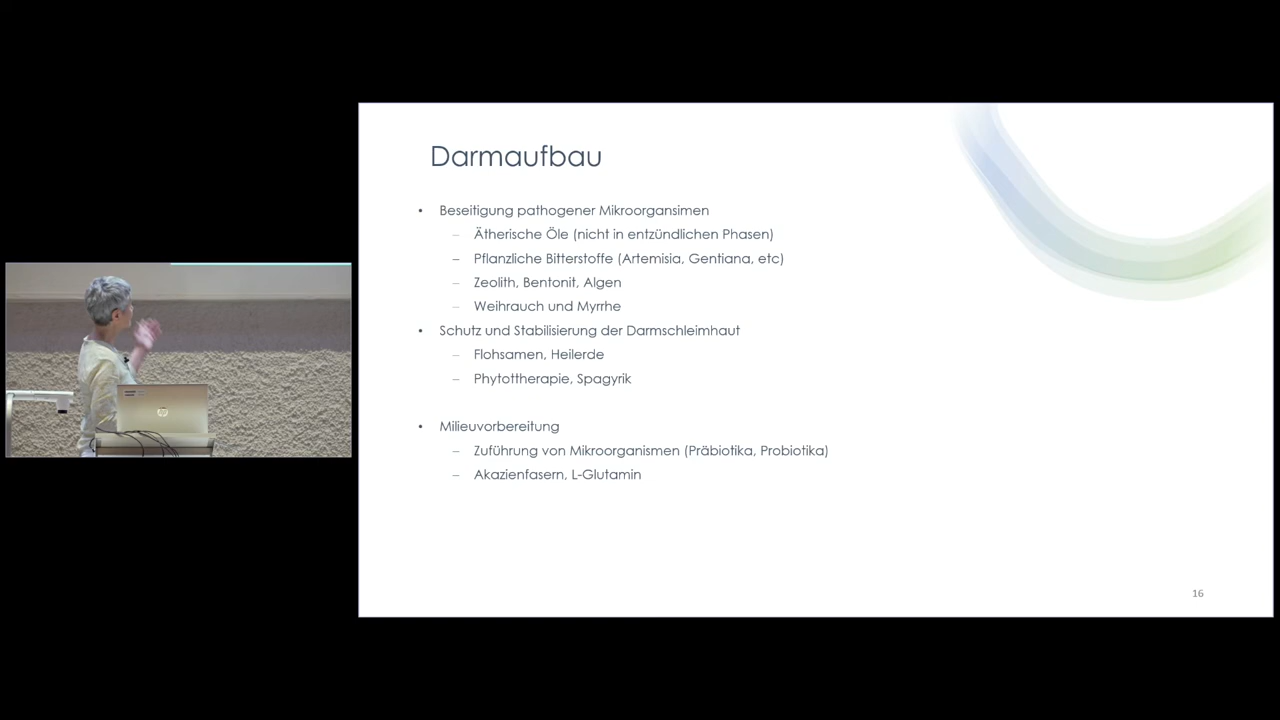 Darmaufbau
• Beseitigung pathogener Mikroorgansimen
– Ätherische Öle (nicht in entzündlichen Phasen)
– Pflanzliche Bitterstoffe (Artemisia, Gentiana, etc)
– Zeolith, Bentonit, Algen
– Weihrauch und Myrrhe
• Schutz und Stabilisierung der Darmschleimhaut
– Flohsamen, Heilerde
– Phytottherapie, Spagyrik
• Milieuvorbereitung
– Zuführung von Mikroorganismen (Präbiotika, Probiotika)
– Akazienfasern, L-Glutamin
16
hp